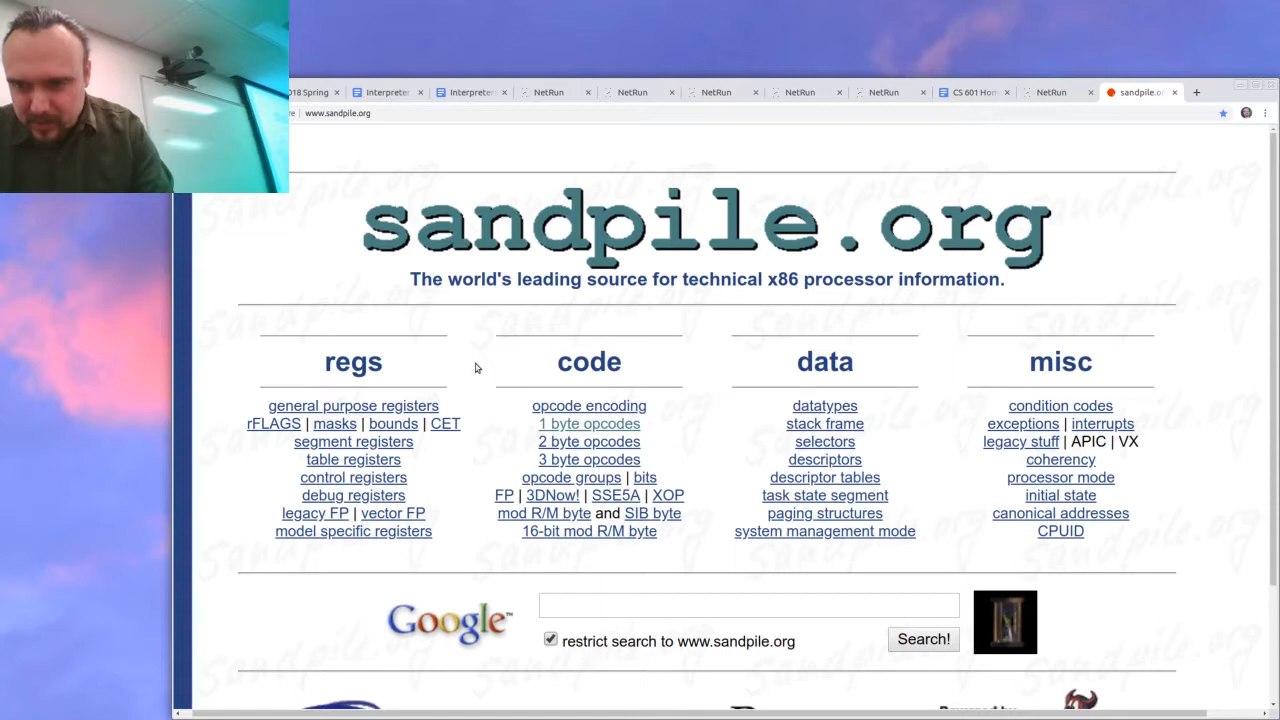 018 Spring
Interpreter
Interpreter
NetRun
NetRun
NetRun
NetRun
NetRun
CS 601 Hom
NetRun
sandpile.o
www.sandpile.org
sandpile.org
The world's leading source for technical x86 processor information.
regs
general purpose registers
rFLAGS | masks | bounds | CET
segment registers
table registers
control registers
debug registers
legacy FP | vector FP
model specific registers
code
opcode encoding
1 byte opcodes
2 byte opcodes
3 byte opcodes
opcode groups | bits
FP | 3DNow! | SSE5A | XOP
mod R/M byte and SIB byte
16-bit mod R/M byte
data
datatypes
stack frame
selectors
descriptors
descriptor tables
task state segment
paging structures
system management mode
misc
condition codes
exceptions | interrupts
legacy stuff | APIC | VX
coherency
processor mode
initial state
canonical addresses
CPUID
Google™
restrict search to www.sandpile.org
Search!